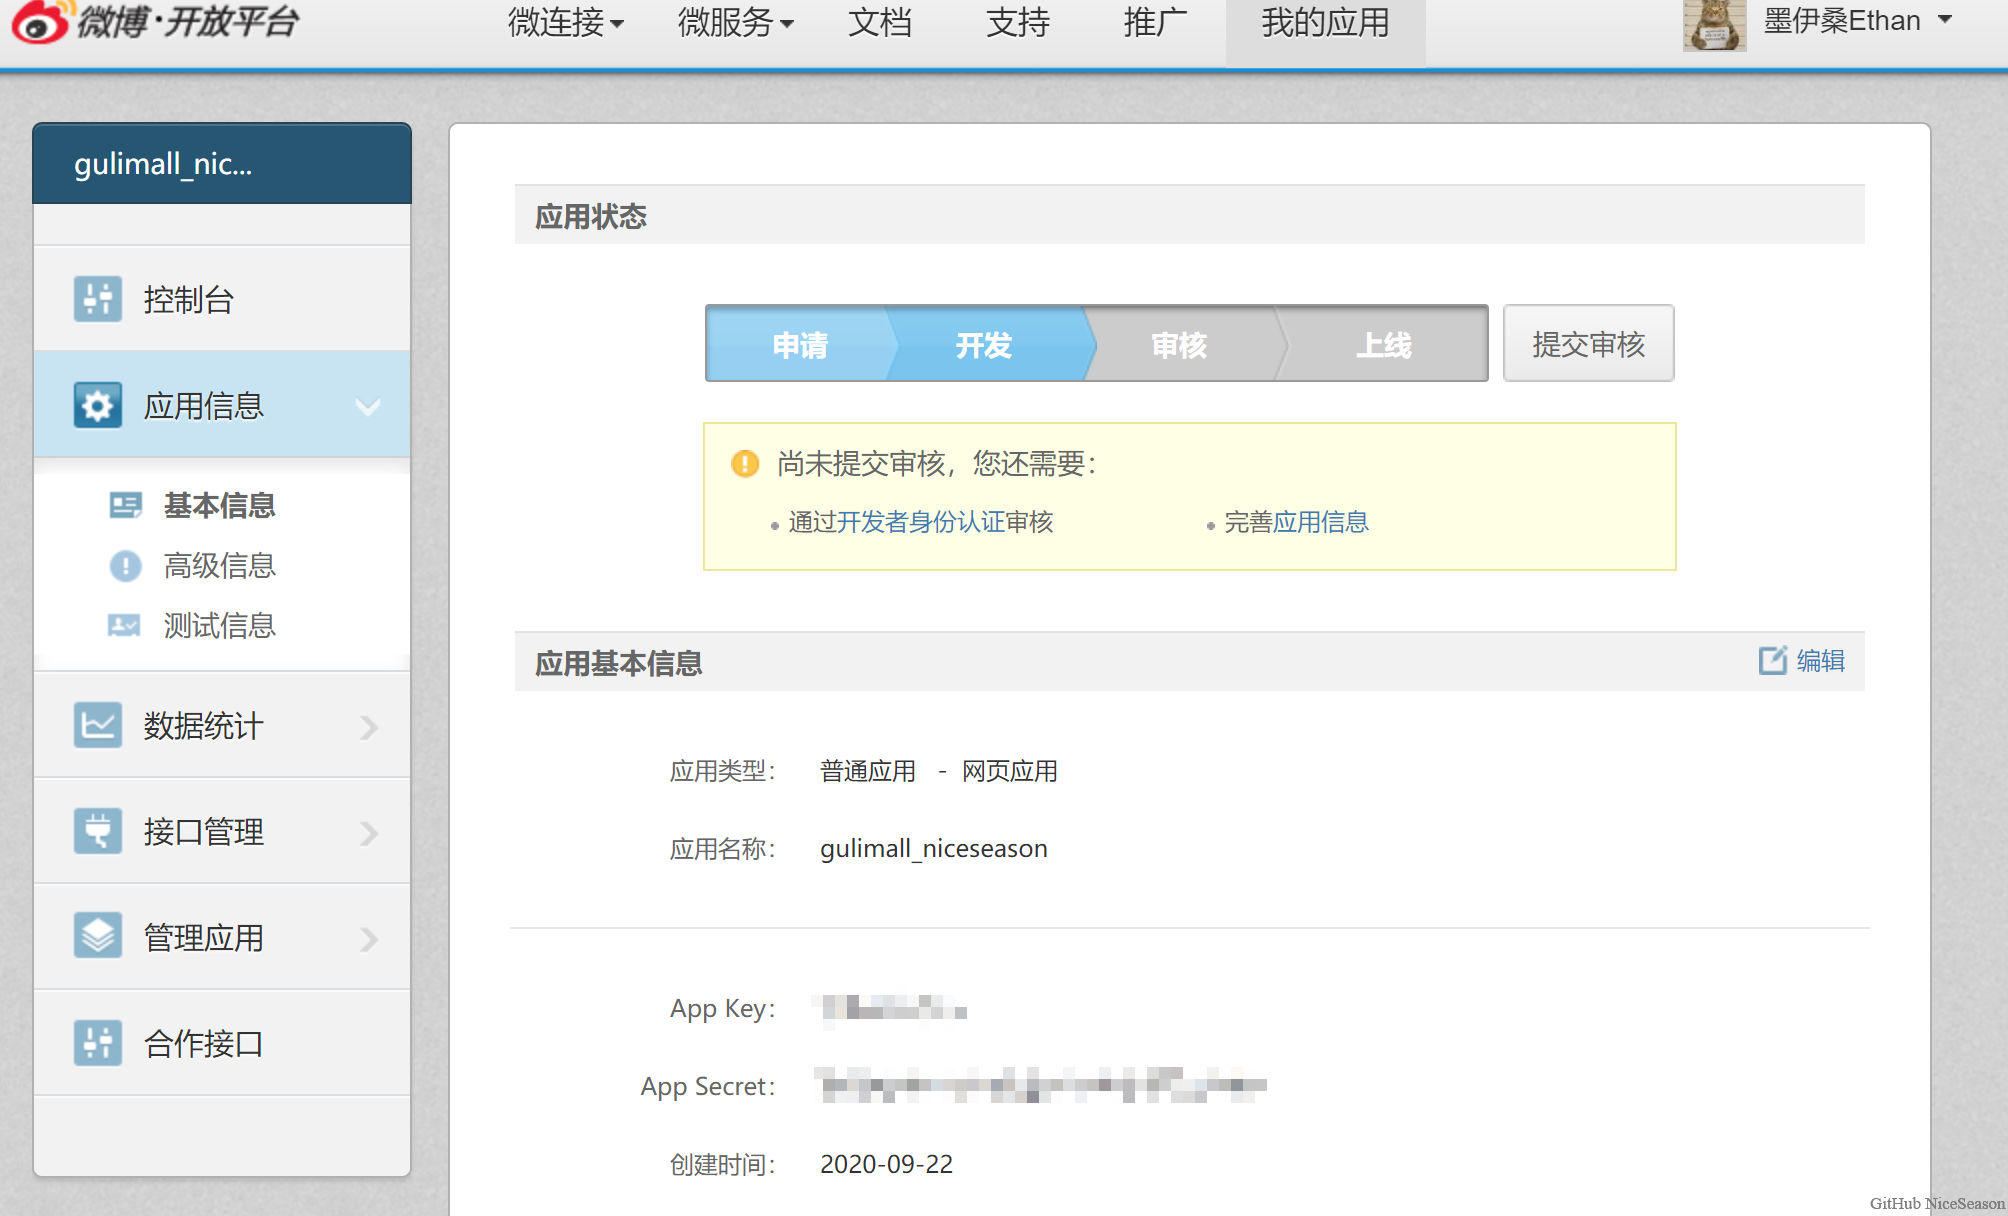 微博·开放平台
微连接 微服务 文档 支持 推广 我的应用 墨伊桑Ethan
gulimall_nic...
控制台
应用信息
基本信息
高级信息
测试信息
数据统计
接口管理
管理应用
合作接口
应用状态
申请 开发 审核 上线 提交审核
尚未提交审核，您还需要：
通过开发者身份认证审核 完善应用信息
应用基本信息 编辑
应用类型： 普通应用 - 网页应用
应用名称： gulimall_niceseason
App Key：
App Secret：
创建时间： 2020-09-22
GitHub NiceSeason